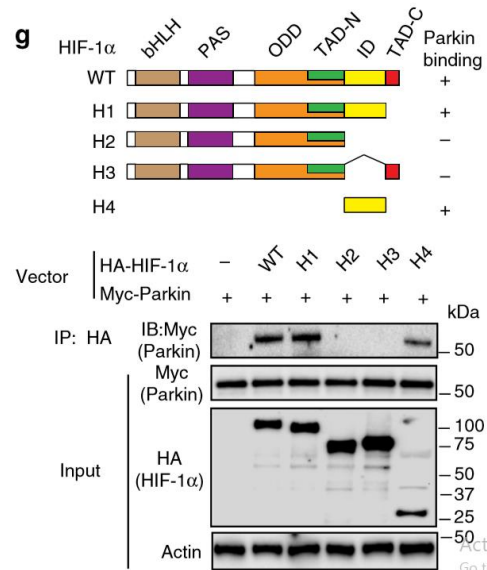 g
HIF-1α bHLH PAS ODD TAD-N ID TAD-C Parkin binding
WT +
H1 +
H2 −
H3 −
H4 +
Vector
HA-HIF-1α − WT H1 H2 H3 H4
Myc-Parkin + + + + + +
kDa
IP: HA IB:Myc (Parkin) 50
Input
Myc (Parkin) 50
HA (HIF-1α) 100
75
50
37
25
Actin 50
Act
Go t